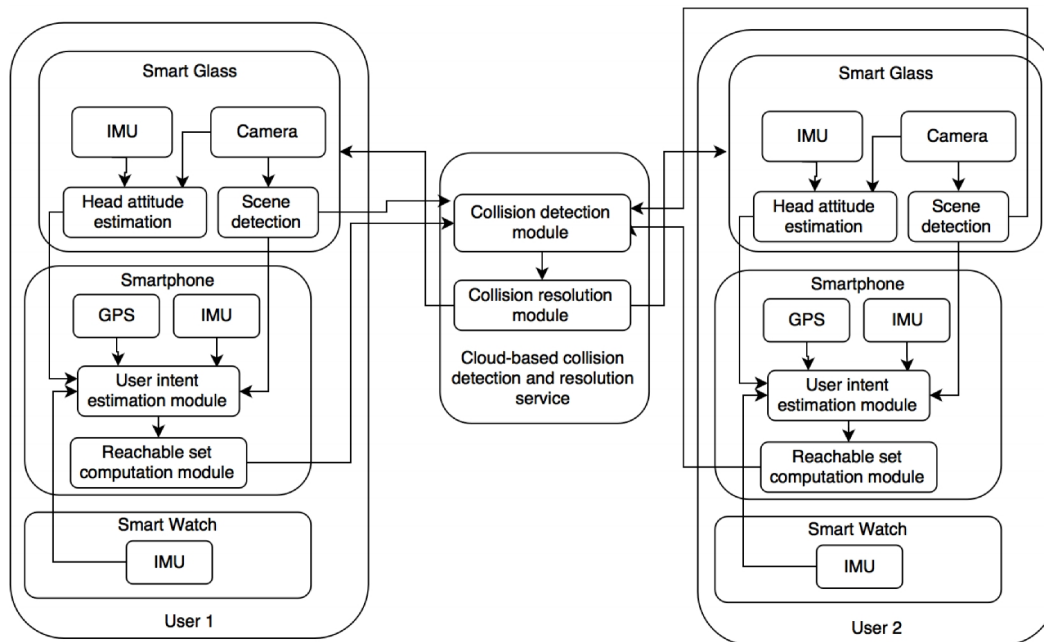 Smart Glass
IMU
Camera
Head attitude
estimation
Scene
detection
Smartphone
GPS
IMU
User intent
estimation module
Reachable set
computation module
Smart Watch
IMU
User 1
Collision detection
module
Collision resolution
module
Cloud-based collision
detection and resolution
service
Smart Glass
IMU
Camera
Head attitude
estimation
Scene
detection
Smartphone
GPS
IMU
User intent
estimation module
Reachable set
computation module
Smart Watch
IMU
User 2